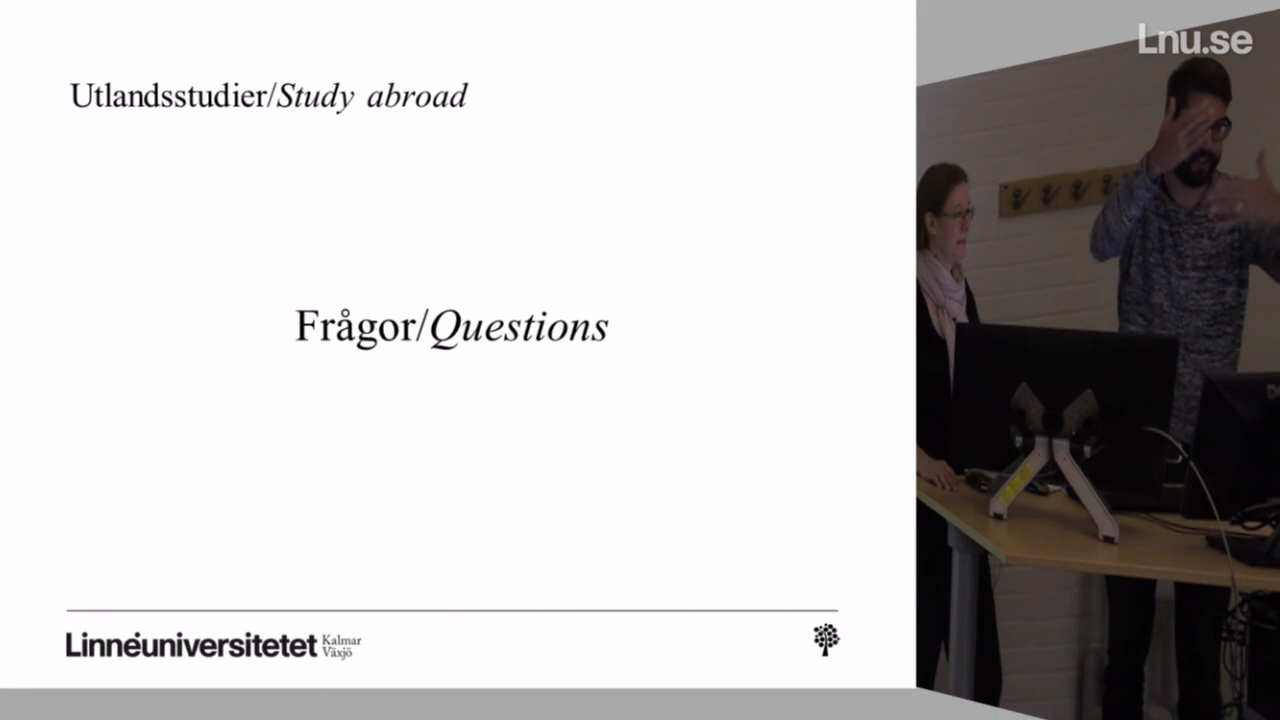 Lnu.se
Utlandsstudier/Study abroad
Frågor/Questions
Linnéuniversitetet Kalmar
Växjö